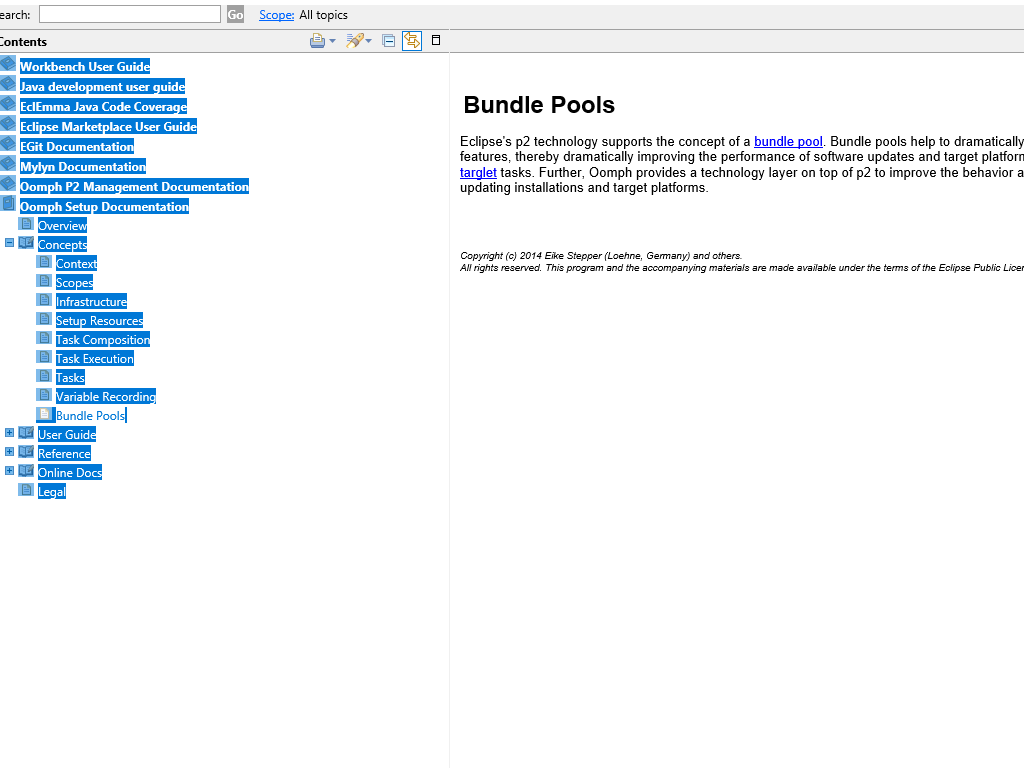 earch: Go Scope: All topics
Contents
Workbench User Guide
Java development user guide
EclEmma Java Code Coverage
Eclipse Marketplace User Guide
EGit Documentation
Mylyn Documentation
Oomph P2 Management Documentation
Oomph Setup Documentation
Overview
Concepts
Context
Scopes
Infrastructure
Setup Resources
Task Composition
Task Execution
Tasks
Variable Recording
Bundle Pools
User Guide
Reference
Online Docs
Legal
Bundle Pools
Eclipse's p2 technology supports the concept of a bundle pool. Bundle pools help to dramatically
features, thereby dramatically improving the performance of software updates and target platform
targlet tasks. Further, Oomph provides a technology layer on top of p2 to improve the behavior a
updating installations and target platforms.
Copyright (c) 2014 Eike Stepper (Loehne, Germany) and others.
All rights reserved. This program and the accompanying materials are made available under the terms of the Eclipse Public Licen